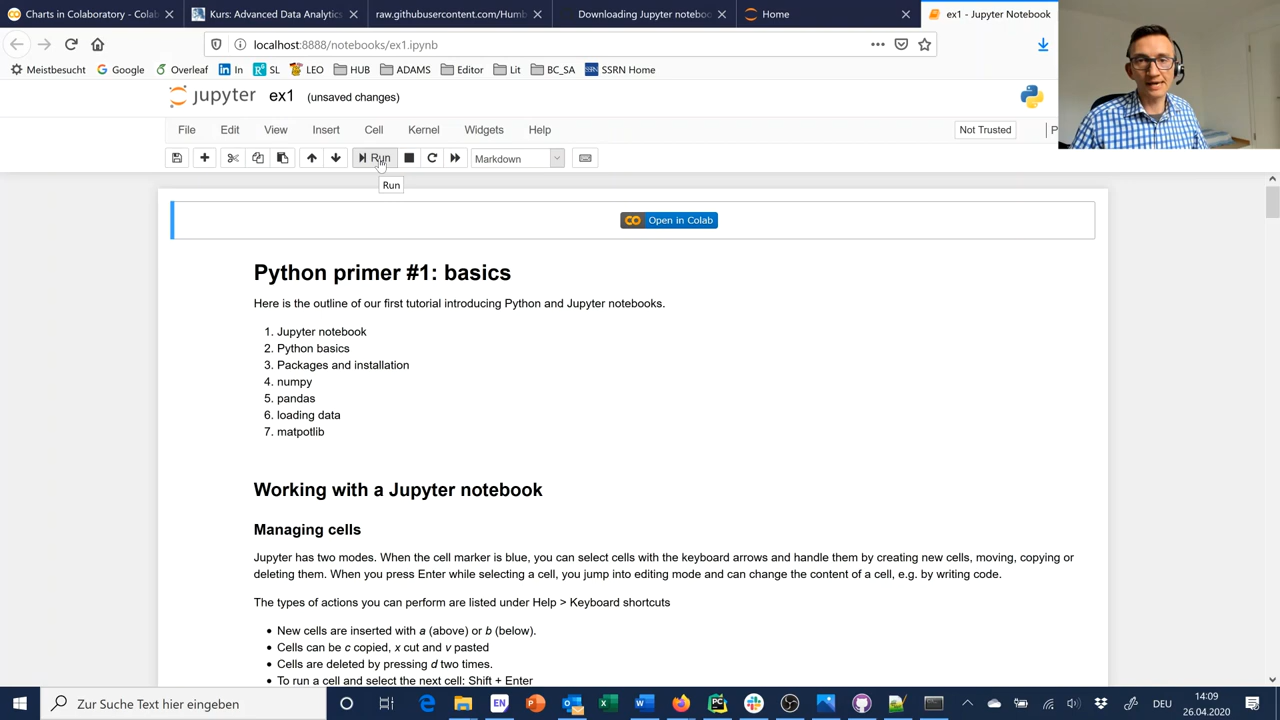 Charts in Colaboratory - Colab
Kurs: Advanced Data Analytics
raw.githubusercontent.com/Humb
Downloading Jupyter noteboo
Home
ex1 - Jupyter Notebook
localhost:8888/notebooks/ex1.ipynb
Meistbesucht
Google
Overleaf
In
SL
LEO
HUB
ADAMS
Editor
Lit
BC_SA
SSRN Home
jupyter ex1 (unsaved changes)
File Edit View Insert Cell Kernel Widgets Help
Not Trusted
P
Run
Markdown
Run
Open in Colab
Python primer #1: basics
Here is the outline of our first tutorial introducing Python and Jupyter notebooks.
1. Jupyter notebook
2. Python basics
3. Packages and installation
4. numpy
5. pandas
6. loading data
7. matpotlib
Working with a Jupyter notebook
Managing cells
Jupyter has two modes. When the cell marker is blue, you can select cells with the keyboard arrows and handle them by creating new cells, moving, copying or
deleting them. When you press Enter while selecting a cell, you jump into editing mode and can change the content of a cell, e.g. by writing code.
The types of actions you can perform are listed under Help > Keyboard shortcuts
• New cells are inserted with a (above) or b (below).
• Cells can be c copied, x cut and v pasted
• Cells are deleted by pressing d two times.
• To run a cell and select the next cell: Shift + Enter
Zur Suche Text hier eingeben
EN
DEU
14:09
26.04.2020